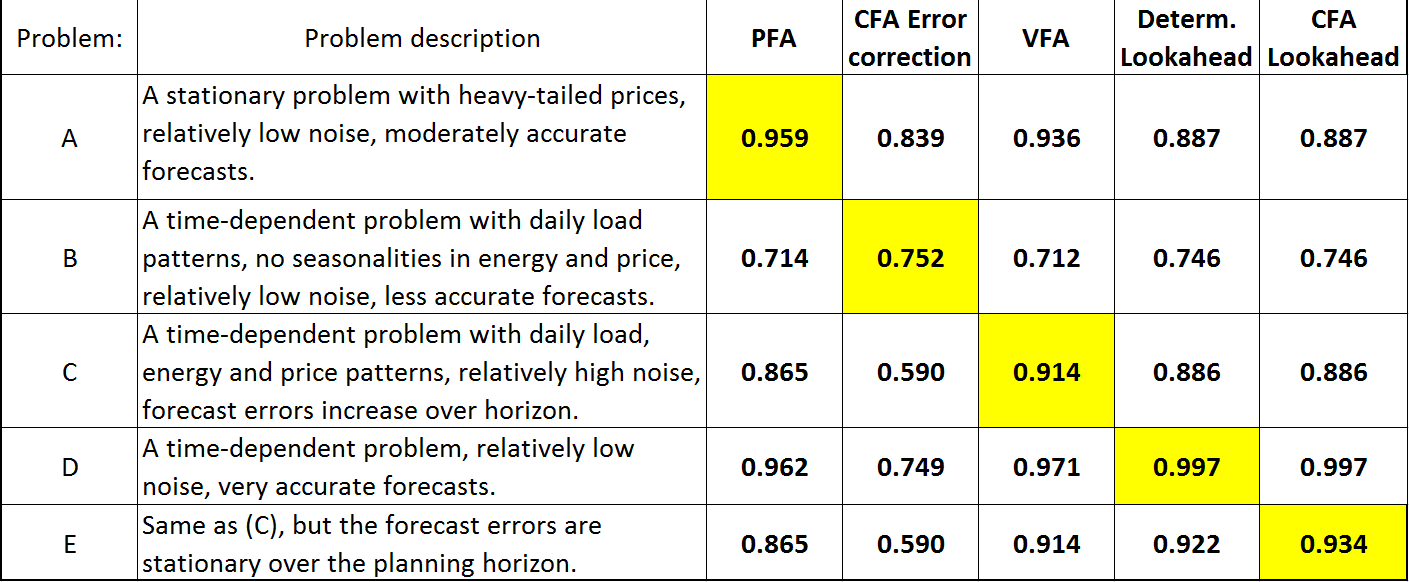 Problem: Problem description PFA CFA Error correction VFA Determ. Lookahead CFA Lookahead
A stationary problem with heavy-tailed prices,
A relatively low noise, moderately accurate 0.959 0.839 0.936 0.887 0.887
forecasts.
A time-dependent problem with daily load
B patterns, no seasonalities in energy and price, 0.714 0.752 0.712 0.746 0.746
relatively low noise, less accurate forecasts.
A time-dependent problem with daily load,
C energy and price patterns, relatively high noise, 0.865 0.590 0.914 0.886 0.886
forecast errors increase over horizon.
D A time-dependent problem, relatively low 0.962 0.749 0.971 0.997 0.997
noise, very accurate forecasts.
E Same as (C), but the forecast errors are 0.865 0.590 0.914 0.922 0.934
stationary over the planning horizon.